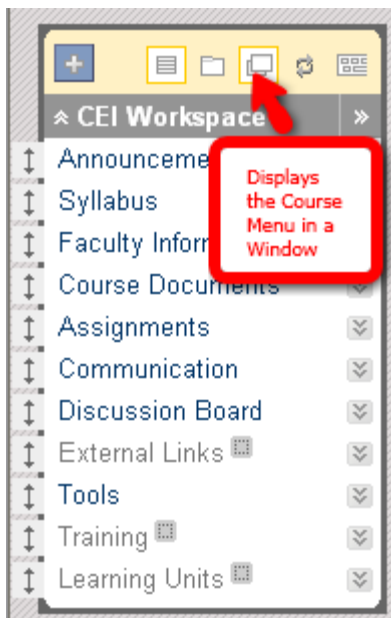 CEI Workspace
Announceme
Syllabus
Faculty Inforr
Course Documents
Assignments
Communication
Discussion Board
External Links
Tools
Training
Learning Units
Displays
the Course
Menu in a
Window